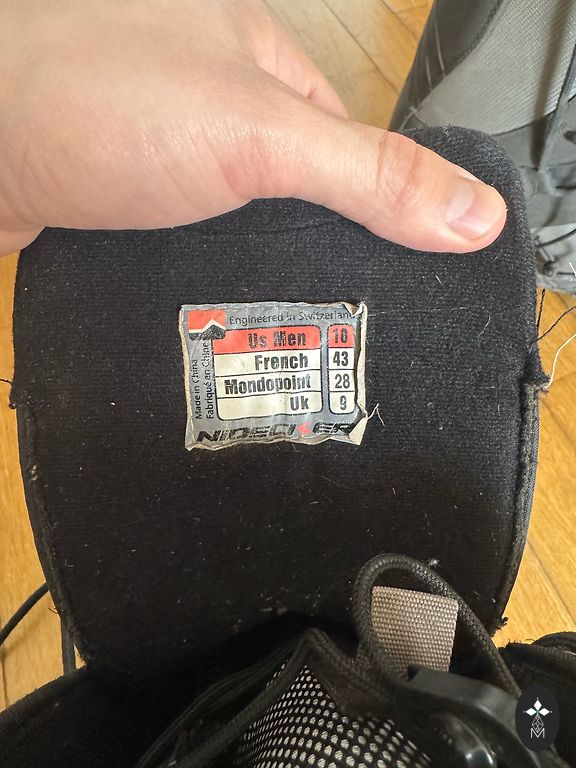 Engineered in Switzerland
Us Men 10
French 43
Mondopoint 28
Uk 9
Made in China
Fabriqué en Chine
NIDECKER
M